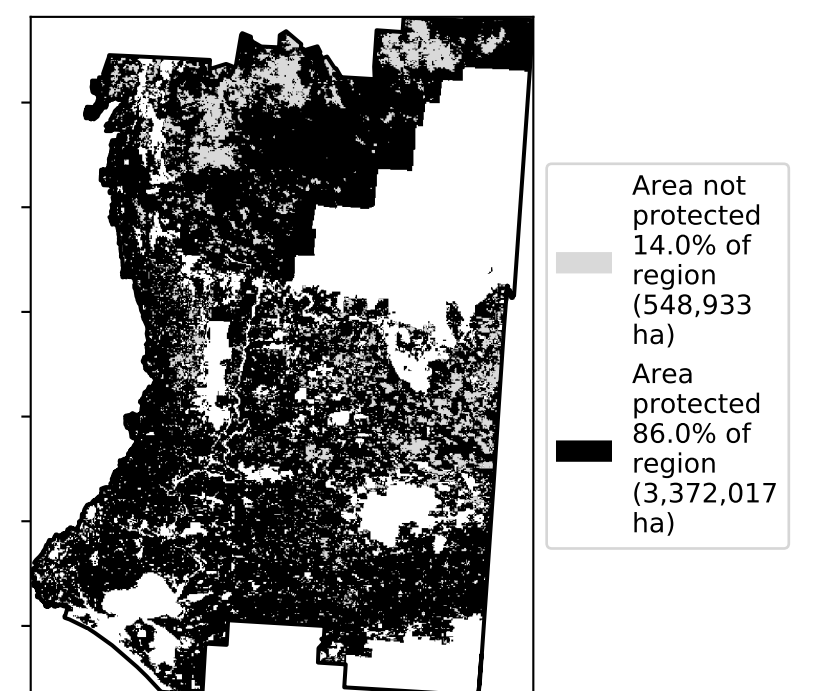 Area not
protected
14.0% of
region
(548,933
ha)
Area
protected
86.0% of
region
(3,372,017
ha)